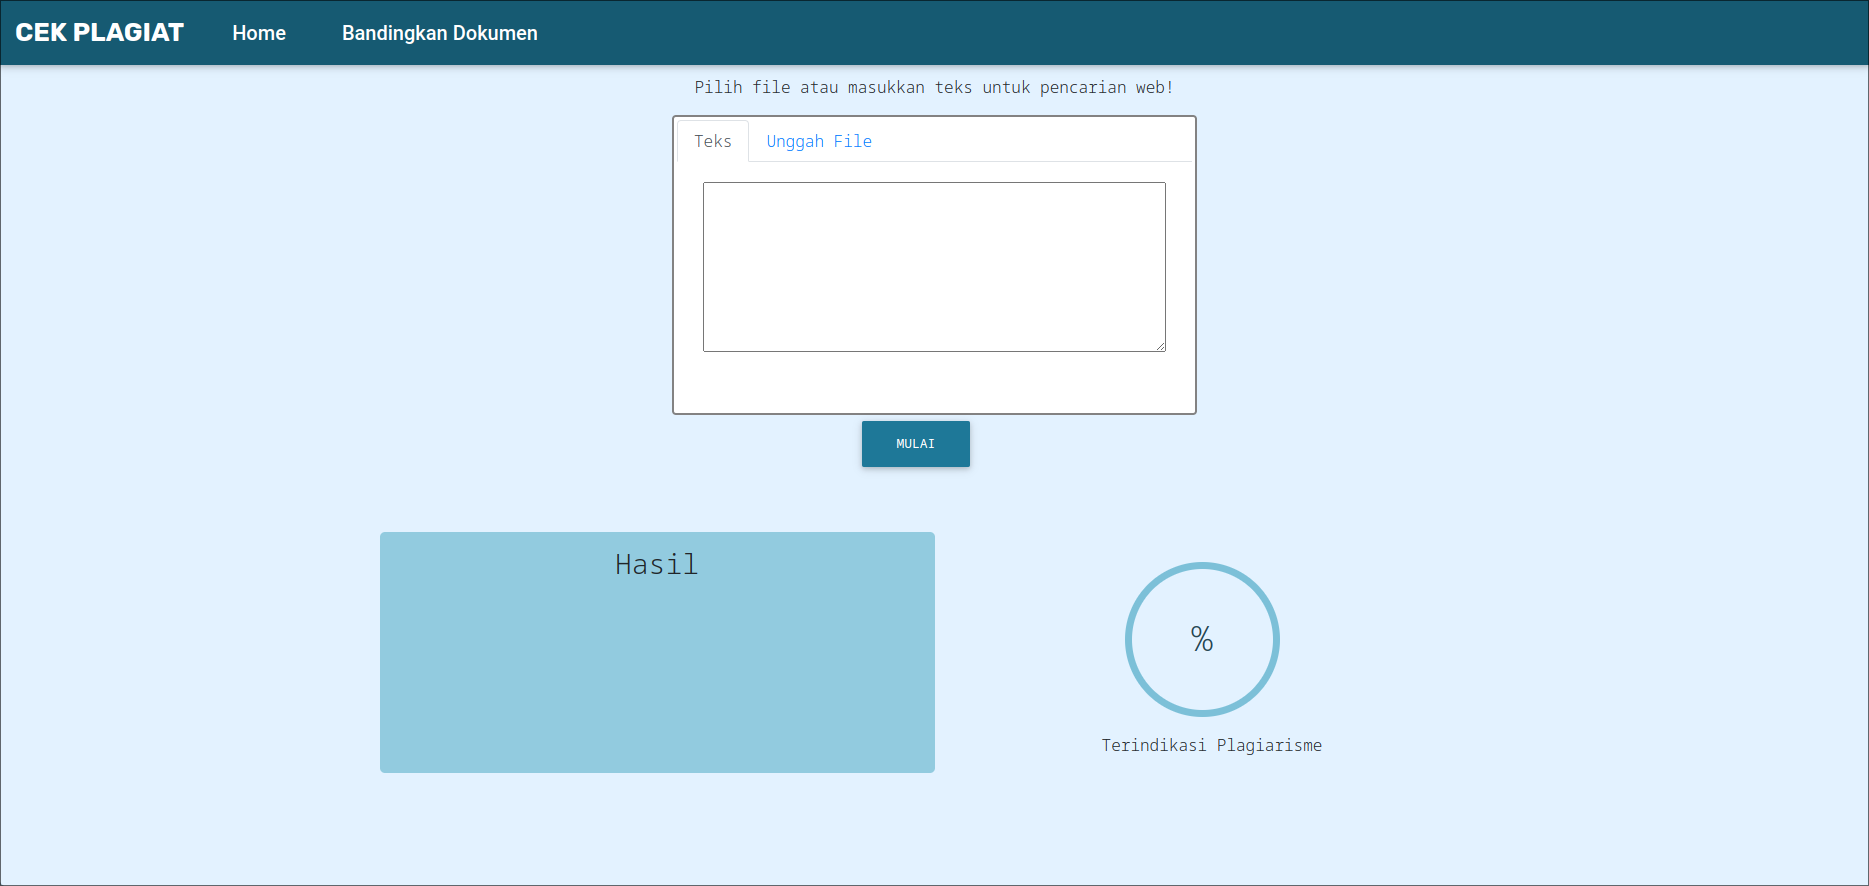 CEK PLAGIAT Home Bandingkan Dokumen
Pilih file atau masukkan teks untuk pencarian web!
Teks Unggah File
MULAI
Hasil
%
Terindikasi Plagiarisme